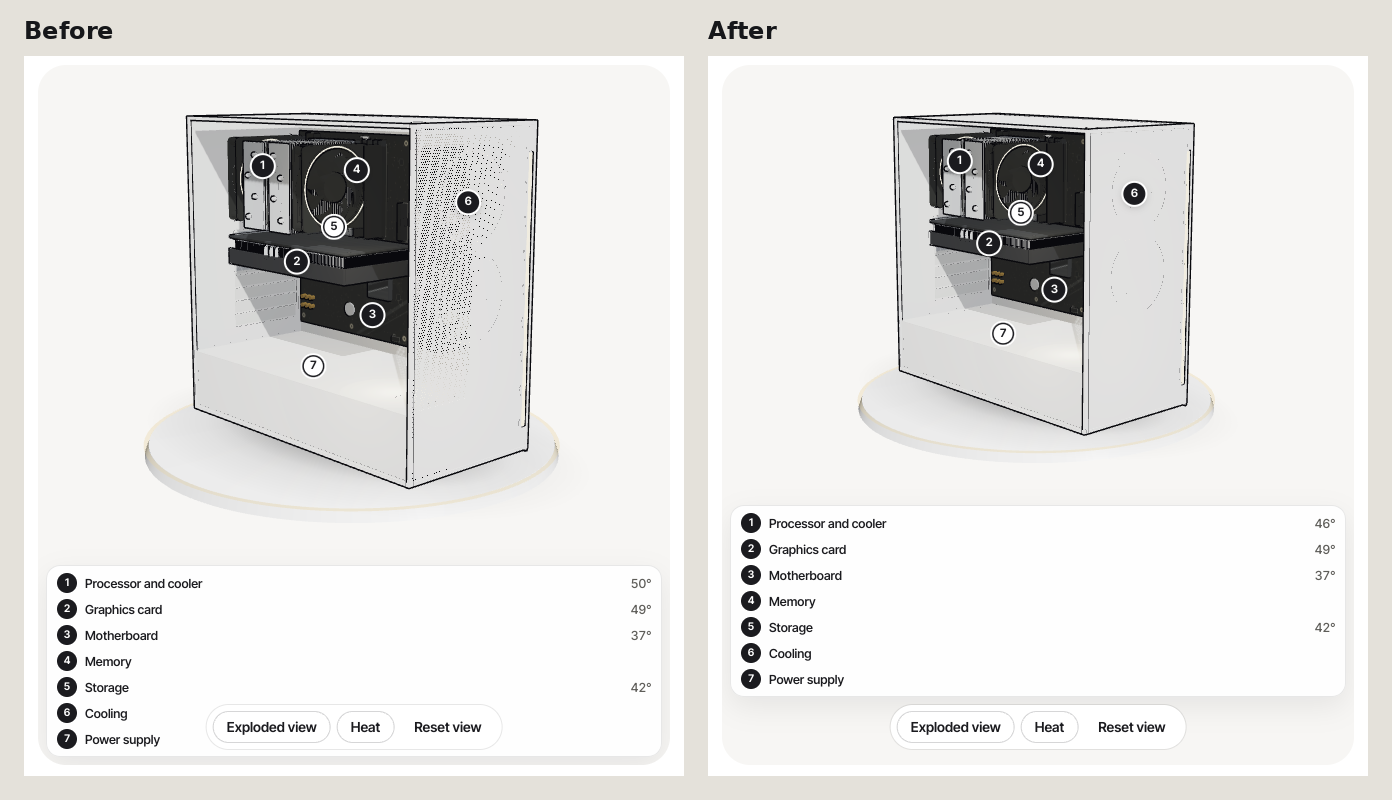 Before
1
4
6
5
2
3
7
1 Processor and cooler 50°
2 Graphics card 49°
3 Motherboard 37°
4 Memory
5 Storage 42°
6 Cooling
7 Power supply
Exploded view Heat Reset view
After
1
4
6
5
2
3
7
1 Processor and cooler 46°
2 Graphics card 49°
3 Motherboard 37°
4 Memory
5 Storage 42°
6 Cooling
7 Power supply
Exploded view Heat Reset view